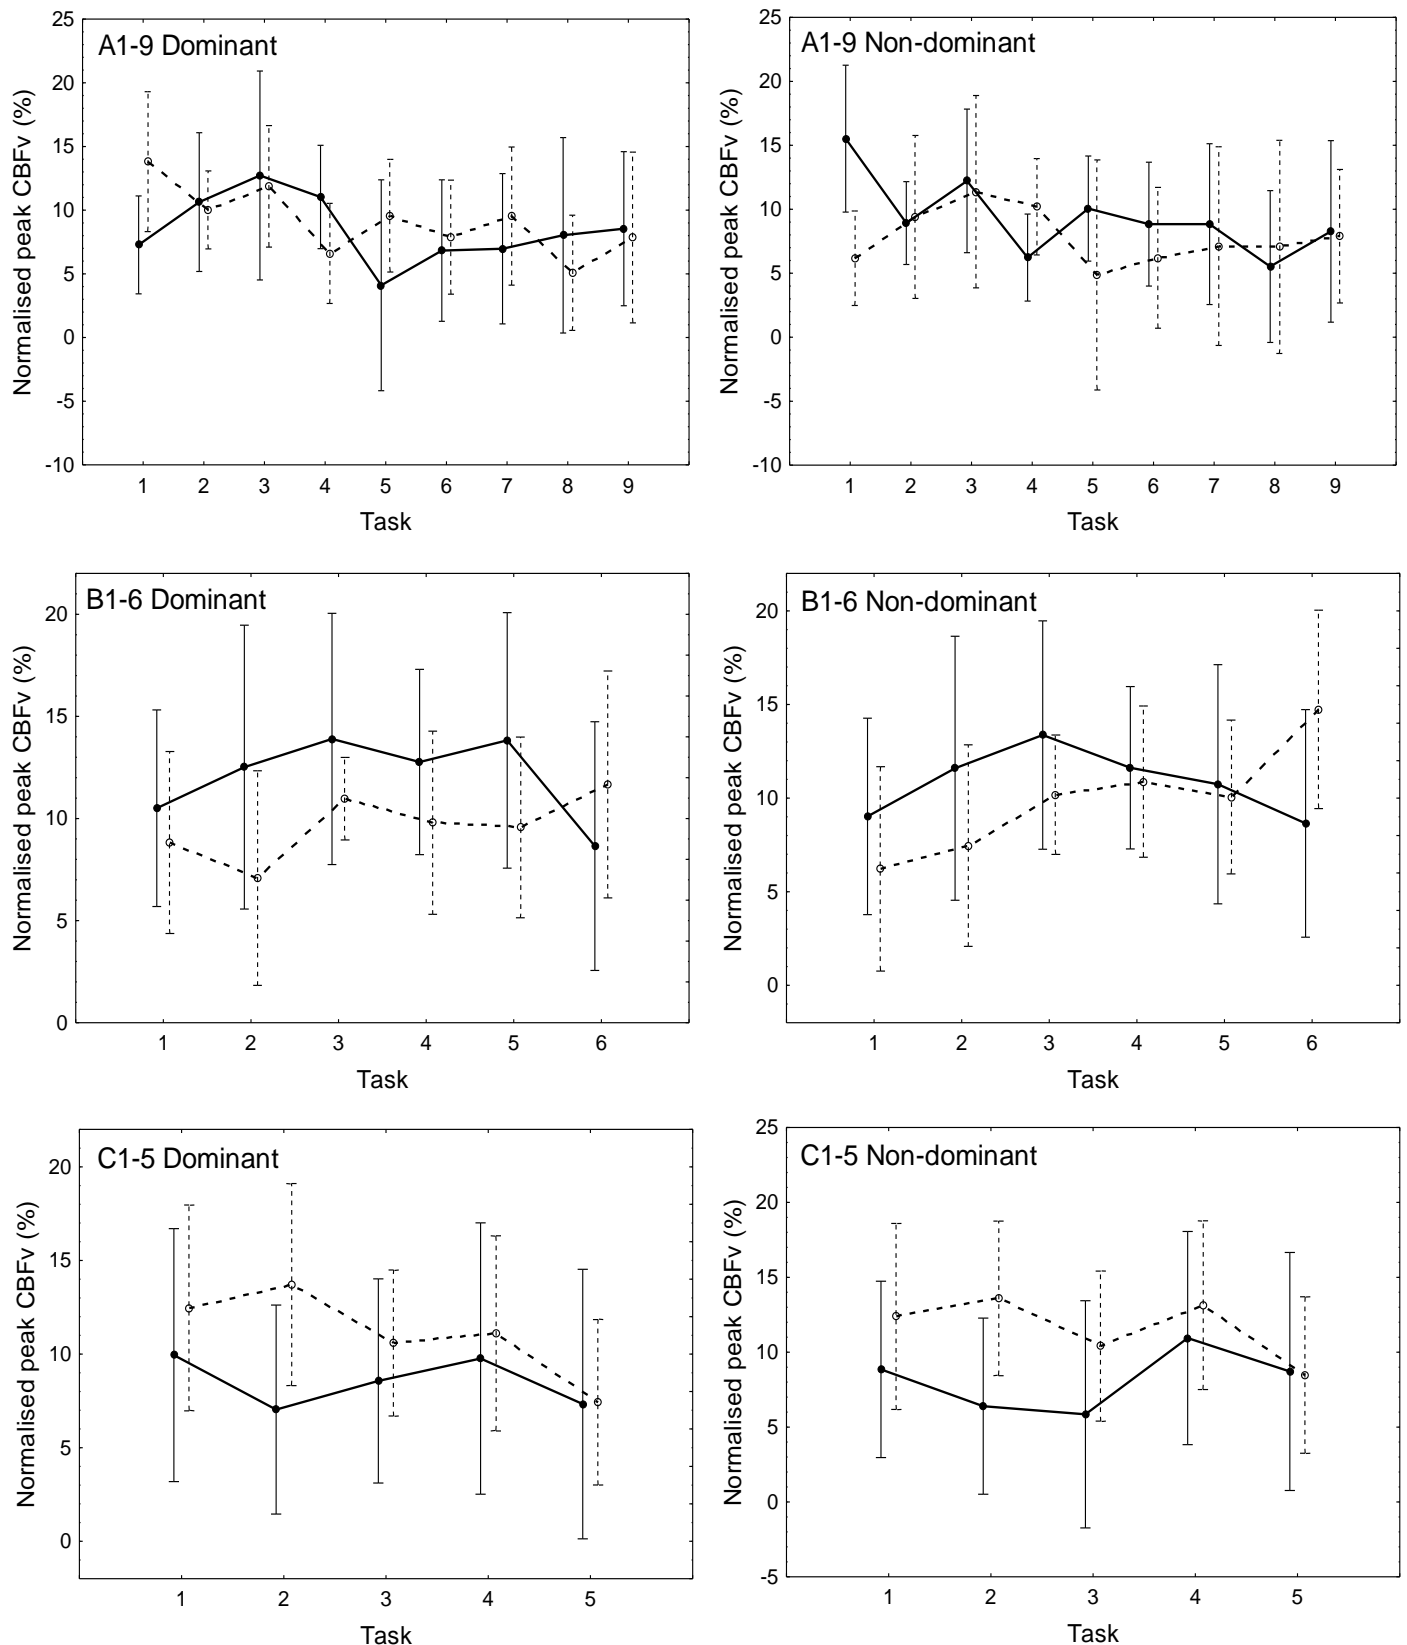 A1-9 Dominant
Normalised peak CBFv (%)
25
20
15
10
5
0
-5
-10
1 2 3 4 5 6 7 8 9
Task
A1-9 Non-dominant
Normalised peak CBFv (%)
25
20
15
10
5
0
-5
-10
1 2 3 4 5 6 7 8 9
Task
B1-6 Dominant
Normalised peak CBFv (%)
20
15
10
5
0
1 2 3 4 5 6
Task
B1-6 Non-dominant
Normalised peak CBFv (%)
20
15
10
5
0
1 2 3 4 5 6
Task
C1-5 Dominant
Normalised peak CBFv (%)
20
15
10
5
0
1 2 3 4 5
Task
C1-5 Non-dominant
Normalised peak CBFv (%)
25
20
15
10
5
0
-5
1 2 3 4 5
Task